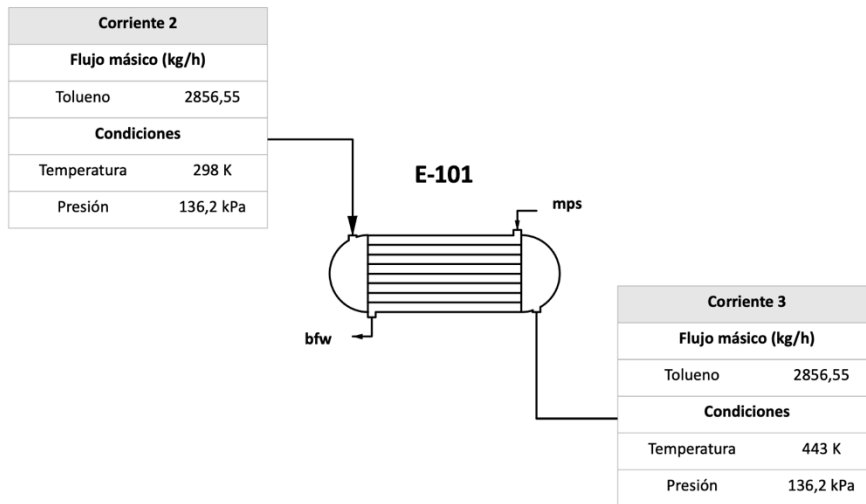 Corriente 2
Flujo másico (kg/h)
Tolueno 2856,55
Condiciones
Temperatura 298 K
Presión 136,2 kPa
E-101
mps
bfw
Corriente 3
Flujo másico (kg/h)
Tolueno 2856,55
Condiciones
Temperatura 443 K
Presión 136,2 kPa